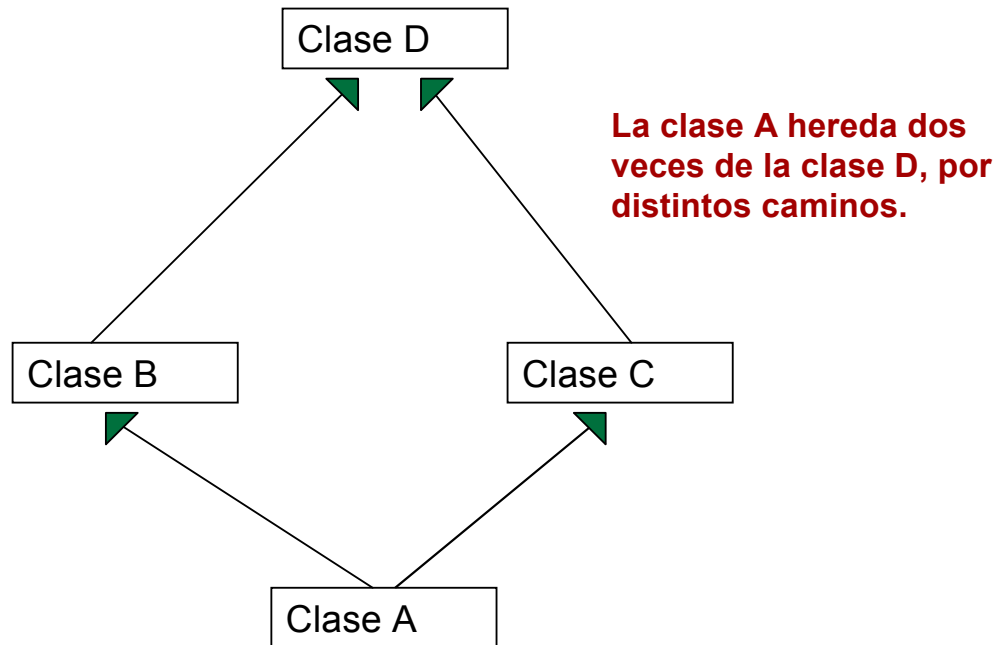 Clase D
La clase A hereda dos
veces de la clase D, por
distintos caminos.
Clase B
Clase C
Clase A